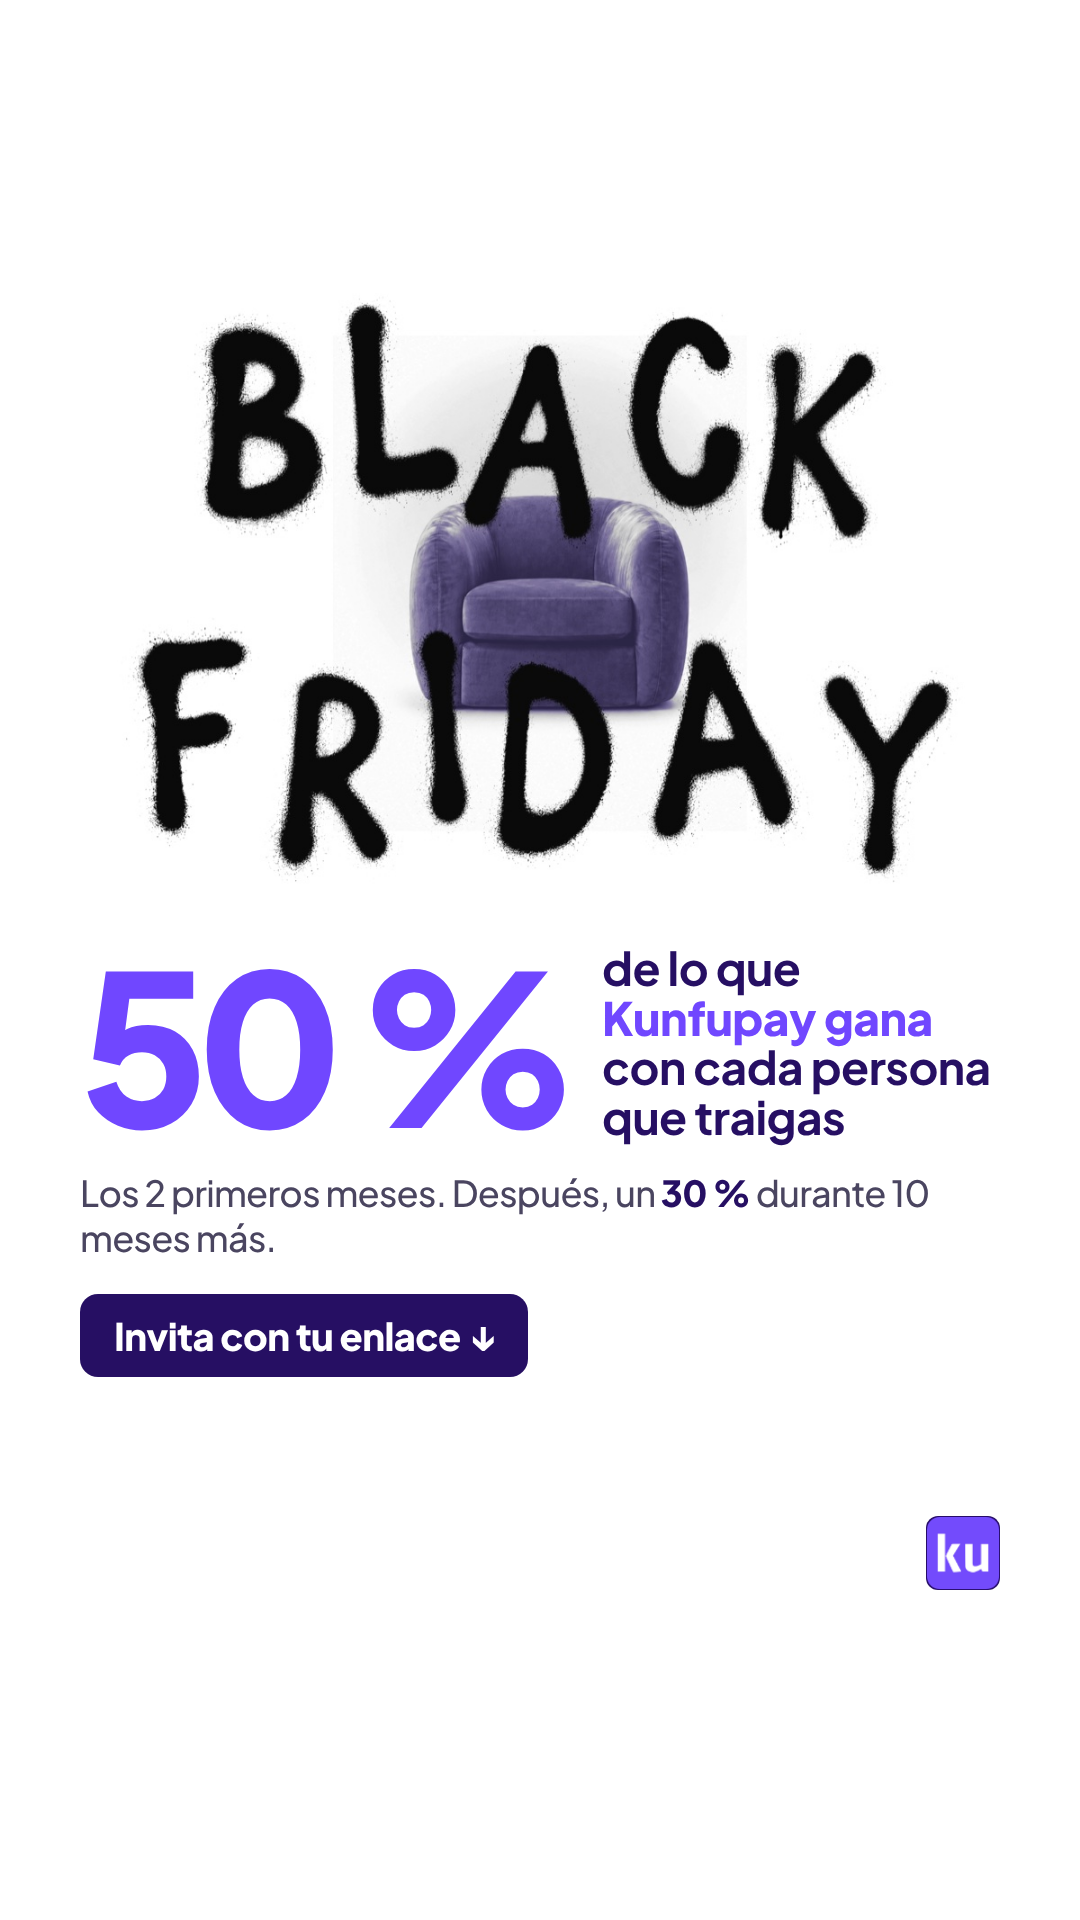 BLACK
FRIDAY
50 %
de lo que
Kunfupay gana
con cada persona
que traigas
Los 2 primeros meses. Después, un 30 % durante 10
meses más.
Invita con tu enlace ↓
ku